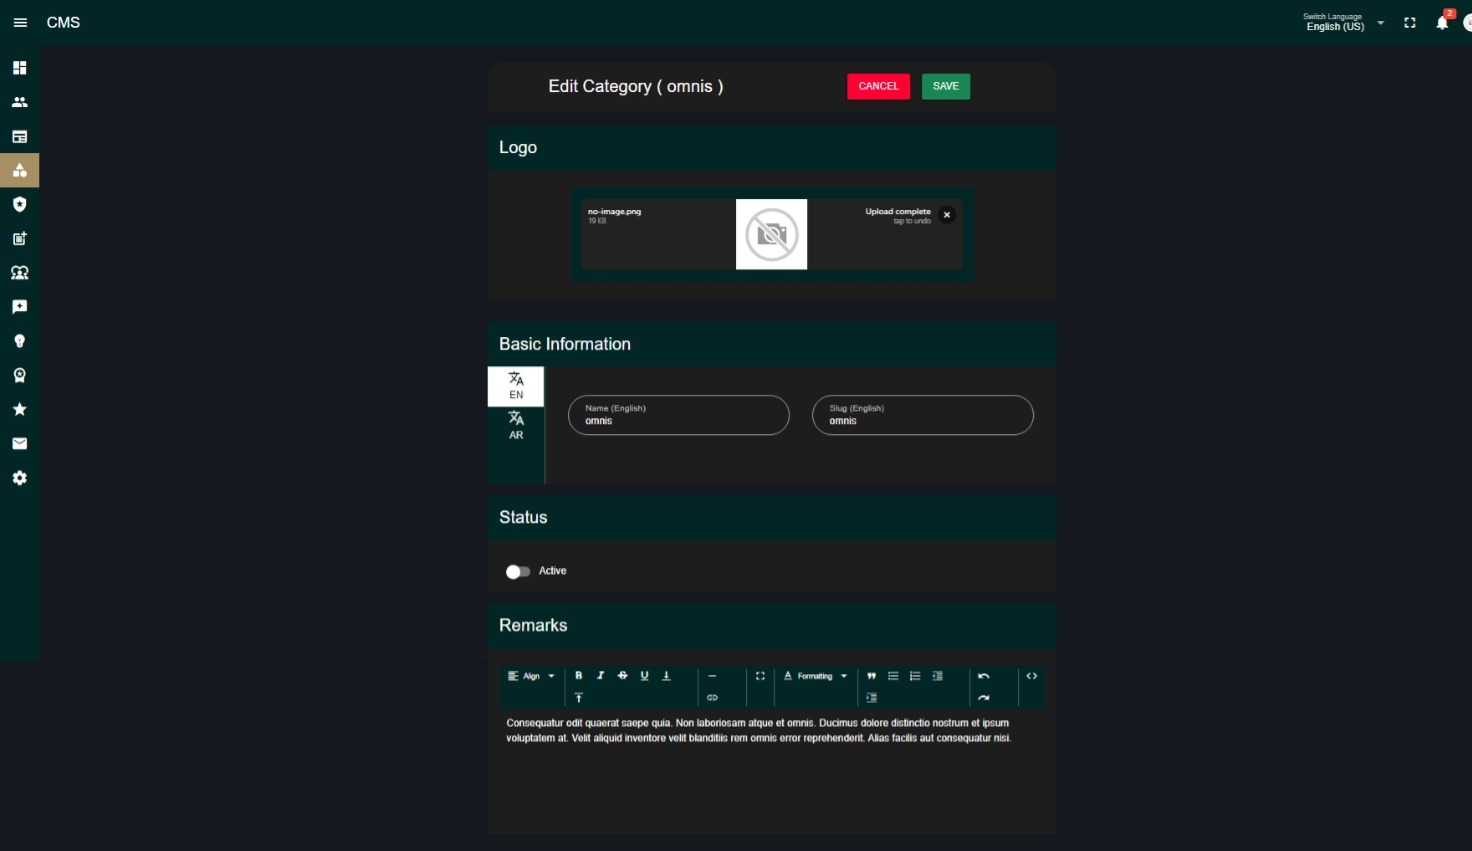 CMS
Switch Language
English (US)
2
Edit Category ( omnis )
CANCEL
SAVE
Logo
no-image.png
19 KB
Upload complete
tap to undo
Basic Information
EN
AR
Name (English)
omnis
Slug (English)
omnis
Status
Active
Remarks
Align
Formatting
Consequatur odit quaerat saepe quia. Non laboriosam atque et omnis. Ducimus dolore distinctio nostrum et ipsum
voluptatem at. Velit aliquid inventore velit blanditiis rem omnis error reprehenderit. Alias facilis aut consequatur nisi.